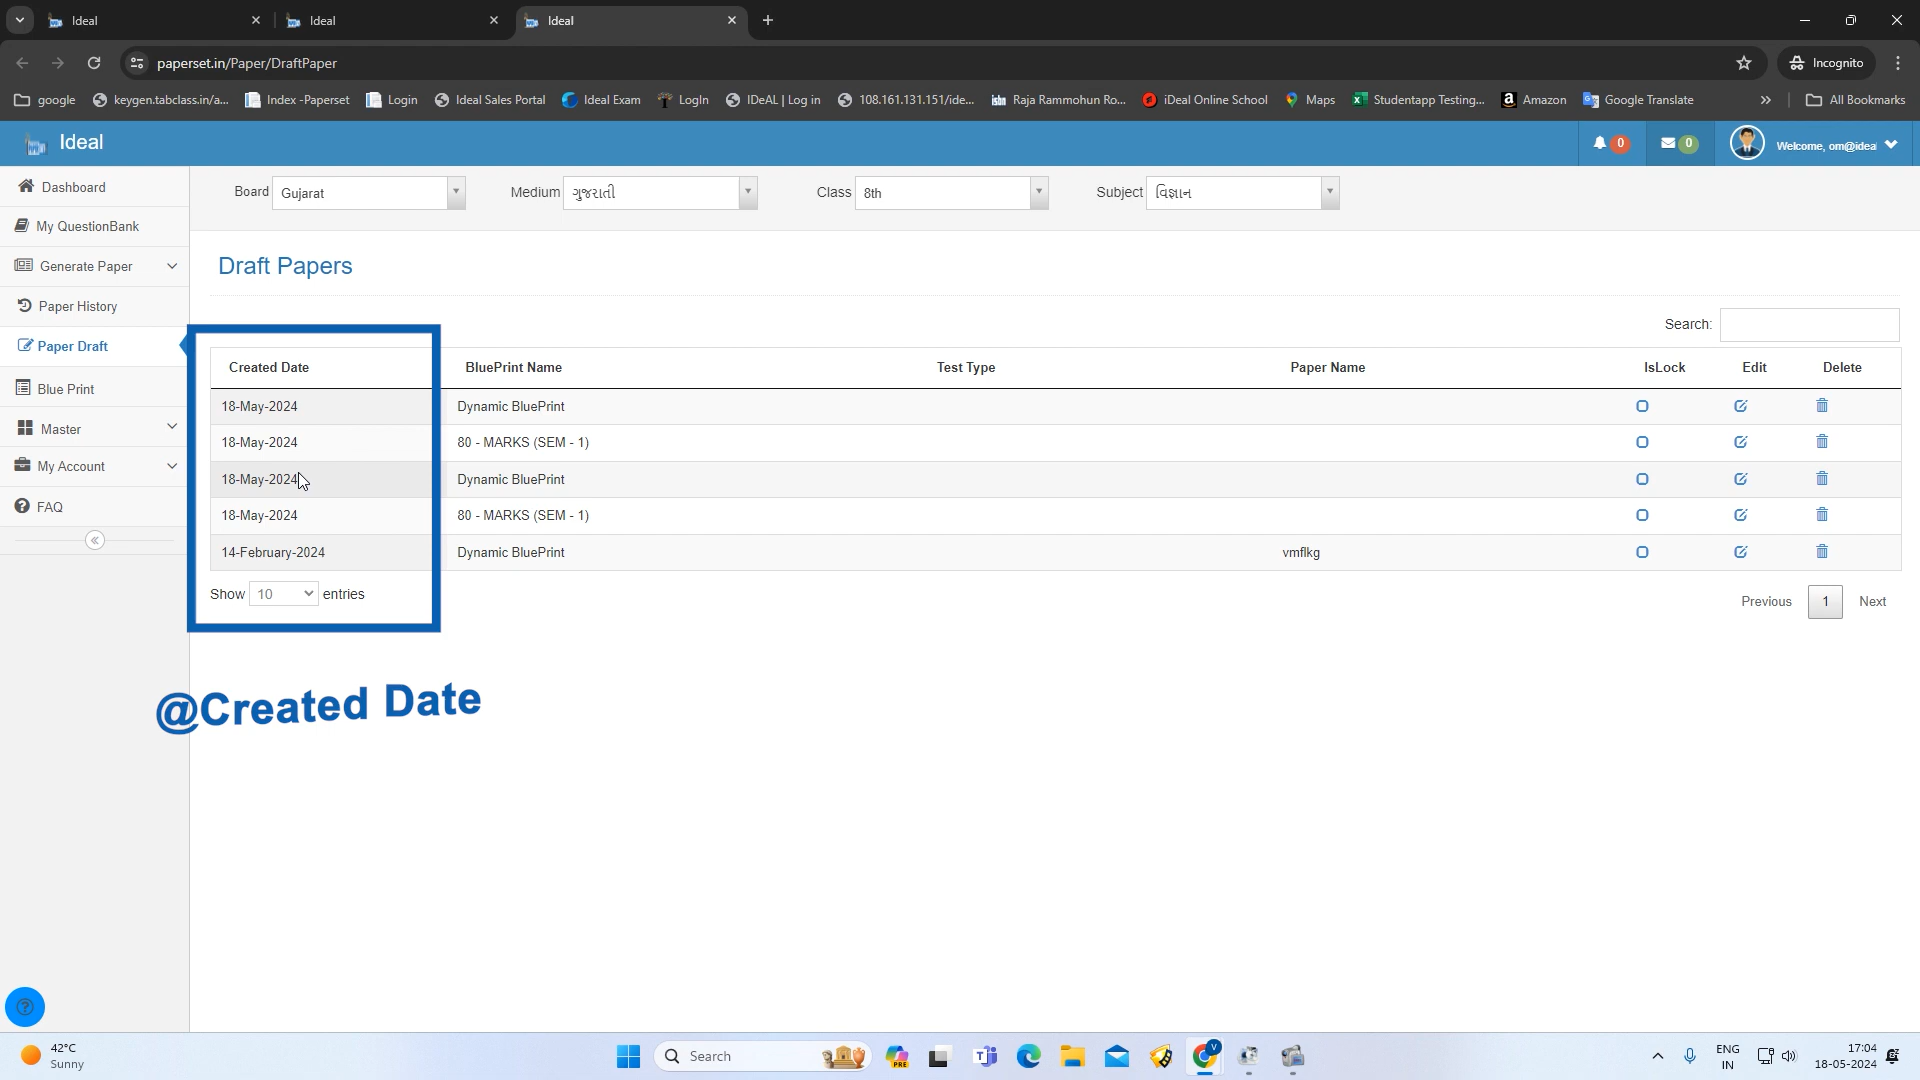 Ideal
Ideal
Ideal
paperset.in/Paper/DraftPaper
Incognito
google
keygen.tabclass.in/a...
Index -Paperset
Login
Ideal Sales Portal
Ideal Exam
LogIn
IDeAL | Log in
108.161.131.151/ide...
Raja Rammohun Ro...
iDeal Online School
Maps
Studentapp Testing...
Amazon
Google Translate
All Bookmarks
Ideal
0
0
Welcome, om@idea
Dashboard
My QuestionBank
Generate Paper
Paper History
Paper Draft
Blue Print
Master
My Account
FAQ
Board Gujarat
Medium ગુજરાતી
Class 8th
Subject વિજ્ઞાન
Draft Papers
Search:
Created Date BluePrint Name Test Type Paper Name IsLock Edit Delete
18-May-2024 Dynamic BluePrint
18-May-2024 80 - MARKS (SEM - 1)
18-May-2024 Dynamic BluePrint
18-May-2024 80 - MARKS (SEM - 1)
14-February-2024 Dynamic BluePrint vmflkg
Show 10 entries
Previous 1 Next
@Created Date
42°C
Sunny
Search
PRE
V
ENG
IN
17:04
18-05-2024